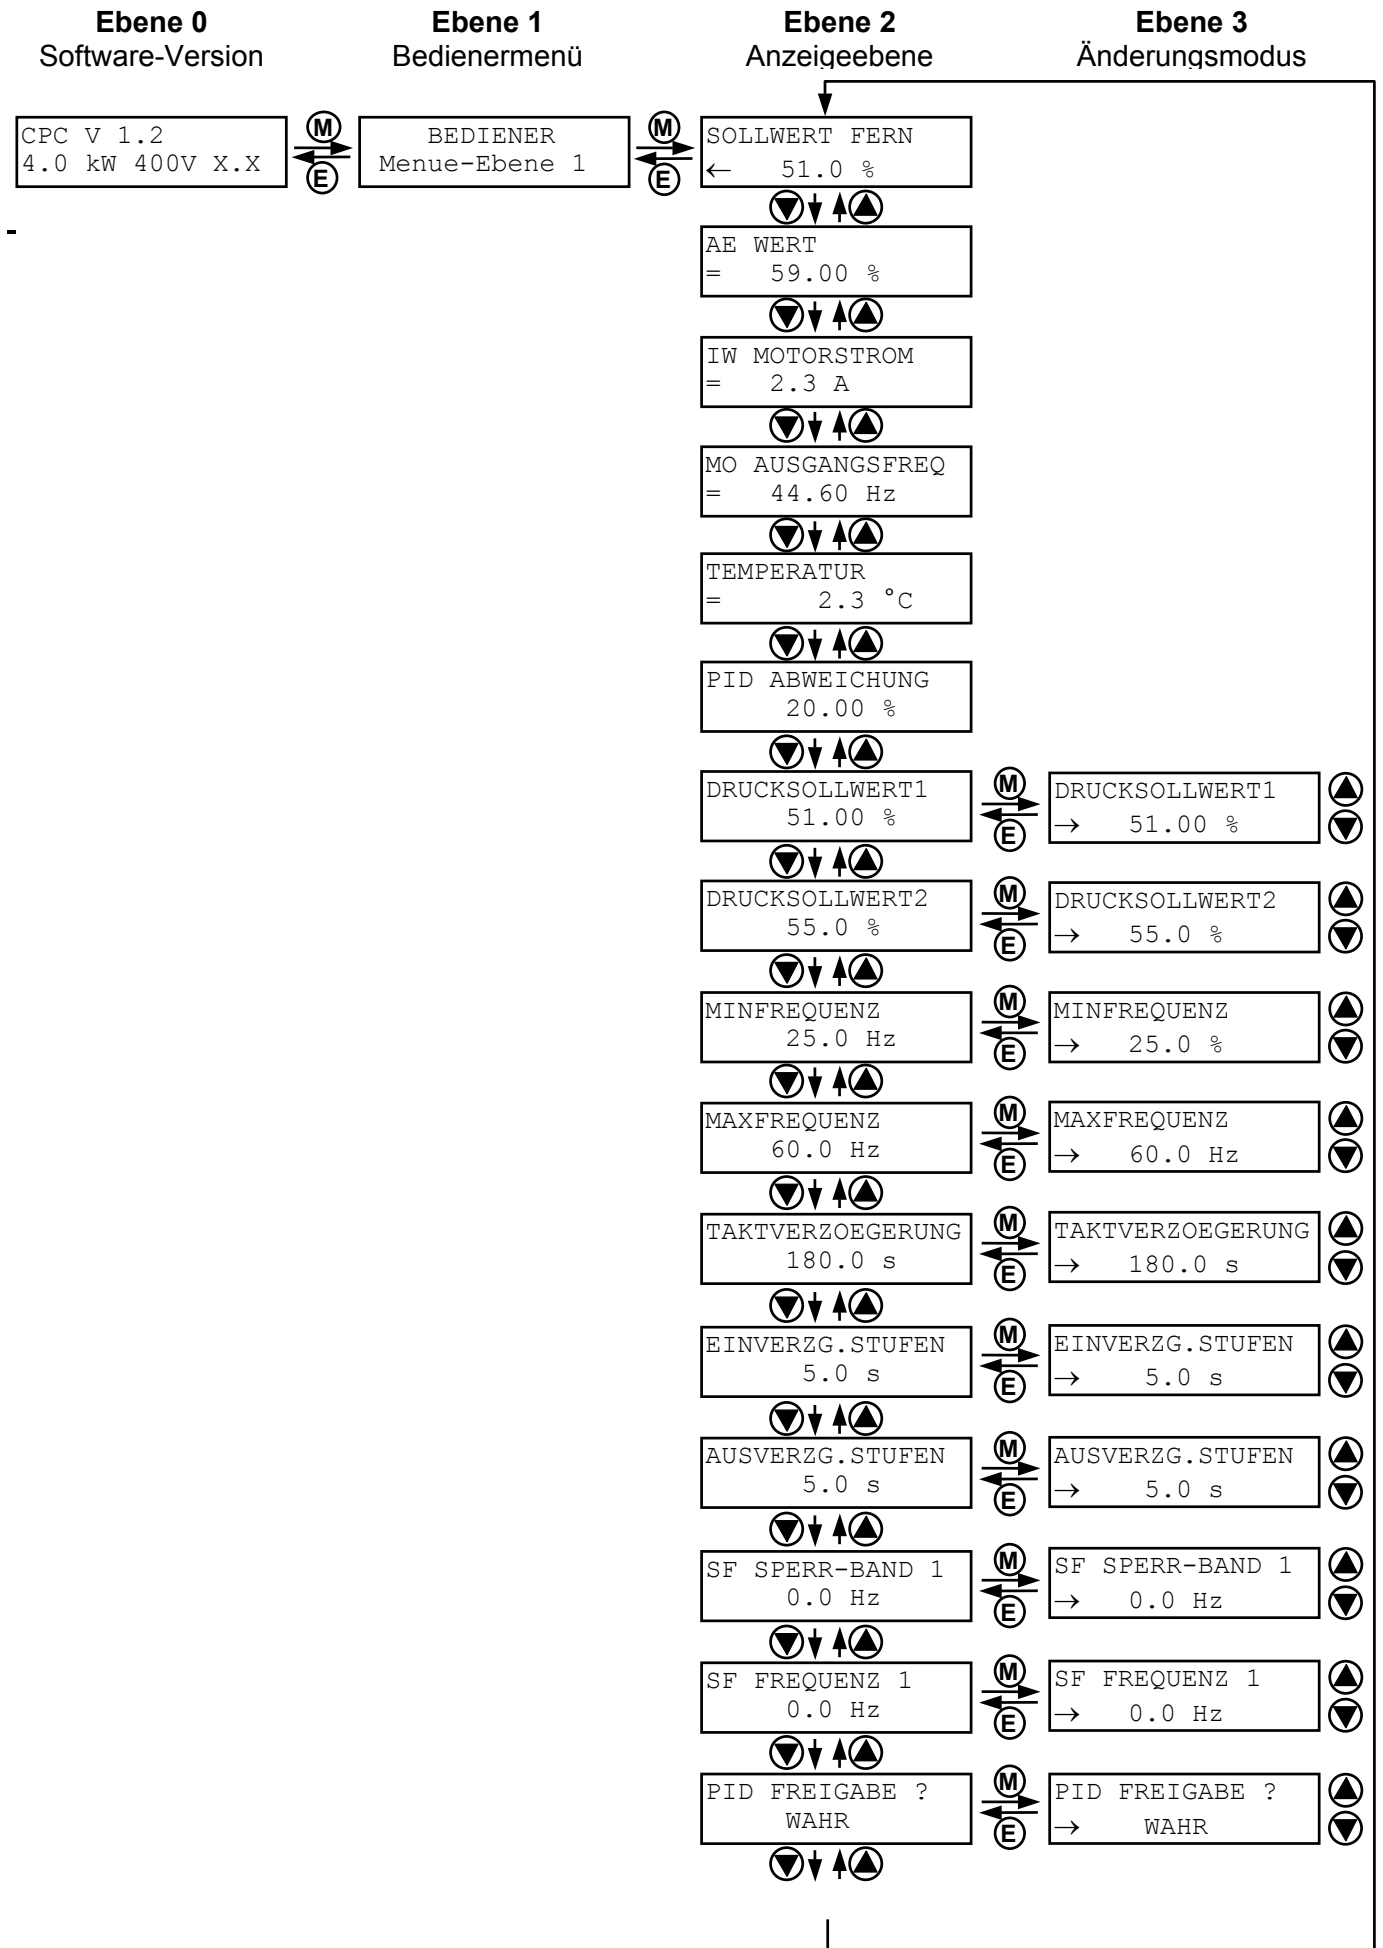 Ebene 0
Software-Version
Ebene 1
Bedienermenü
Ebene 2
Anzeigeebene
Ebene 3
Änderungsmodus
CPC V 1.2
4.0 kW 400V X.X
M
E
BEDIENER
Menue-Ebene 1
M
E
SOLLWERT FERN
← 51.0 %
AE WERT
= 59.00 %
IW MOTORSTROM
= 2.3 A
MO AUSGANGSFREQ
= 44.60 Hz
TEMPERATUR
= 2.3 °C
PID ABWEICHUNG
20.00 %
DRUCKSOLLWERT1
51.00 %
M
E
DRUCKSOLLWERT1
→ 51.00 %
DRUCKSOLLWERT2
55.0 %
M
E
DRUCKSOLLWERT2
→ 55.0 %
MINFREQUENZ
25.0 Hz
M
E
MINFREQUENZ
→ 25.0 %
MAXFREQUENZ
60.0 Hz
M
E
MAXFREQUENZ
→ 60.0 Hz
TAKTVERZOEGERUNG
180.0 s
M
E
TAKTVERZOEGERUNG
→ 180.0 s
EINVERZG.STUFEN
5.0 s
M
E
EINVERZG.STUFEN
→ 5.0 s
AUSVERZG.STUFEN
5.0 s
M
E
AUSVERZG.STUFEN
→ 5.0 s
SF SPERR-BAND 1
0.0 Hz
M
E
SF SPERR-BAND 1
→ 0.0 Hz
SF FREQUENZ 1
0.0 Hz
M
E
SF FREQUENZ 1
→ 0.0 Hz
PID FREIGABE ?
WAHR
M
E
PID FREIGABE ?
→ WAHR